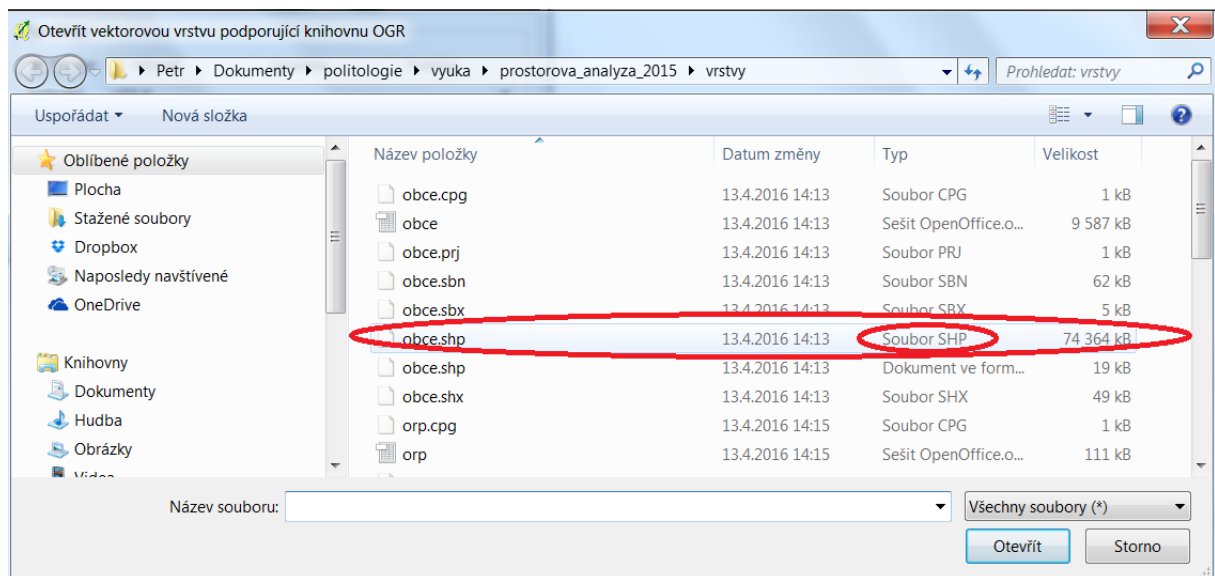 Otevřít vektorovou vrstvu podporující knihovnu OGR
Petr Dokumenty politologie vyuka prostorova_analyza_2015 vrstvy Prohledat: vrstvy
Uspořádat Nová složka
Oblíbené položky
Plocha
Stažené soubory
Dropbox
Naposledy navštívené
OneDrive
Knihovny
Dokumenty
Hudba
Obrázky
Videa
Název položky Datum změny Typ Velikost
obce.cpg 13.4.2016 14:13 Soubor CPG 1 kB
obce 13.4.2016 14:13 Sešit OpenOffice.o... 9 587 kB
obce.prj 13.4.2016 14:13 Soubor PRJ 1 kB
obce.sbn 13.4.2016 14:13 Soubor SBN 62 kB
obce.sbx 13.4.2016 14:13 Soubor SBX 5 kB
obce.shp 13.4.2016 14:13 Soubor SHP 74 364 kB
obce.shp 13.4.2016 14:13 Dokument ve form... 19 kB
obce.shx 13.4.2016 14:13 Soubor SHX 49 kB
orp.cpg 13.4.2016 14:15 Soubor CPG 1 kB
orp 13.4.2016 14:15 Sešit OpenOffice.o... 111 kB
Název souboru: Všechny soubory (*)
Otevřít Storno